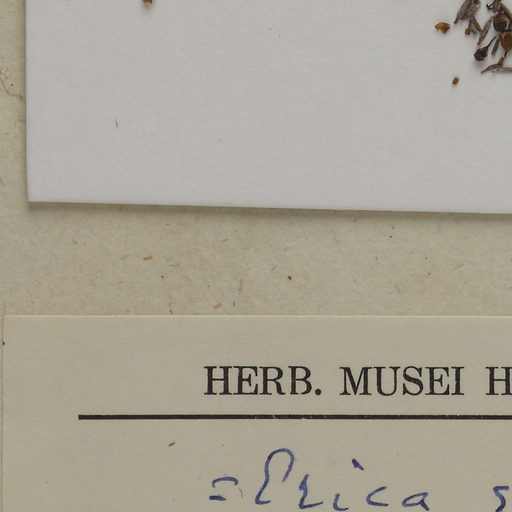 HERB. MUSEI H
= Erica